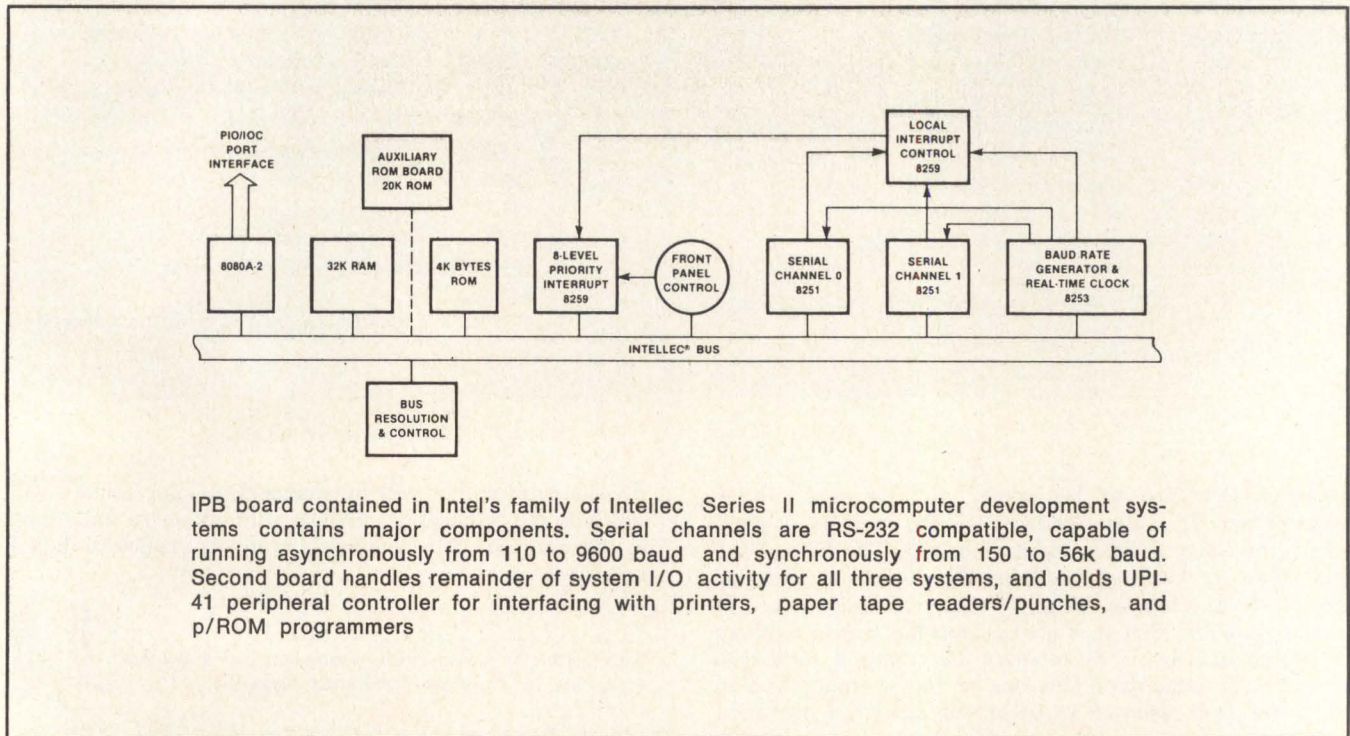 PIO/IOC
PORT
INTERFACE
AUXILIARY
ROM BOARD
20K ROM
LOCAL
INTERRUPT
CONTROL
8259
8080A-2
32K RAM
4K BYTES
ROM
8-LEVEL
PRIORITY
INTERRUPT
8259
FRONT
PANEL
CONTROL
SERIAL
CHANNEL 0
8251
SERIAL
CHANNEL 1
8251
BAUD RATE
GENERATOR &
REAL-TIME CLOCK
8253
INTELLEC® BUS
BUS
RESOLUTION
& CONTROL
IPB board contained in Intel's family of Intellec Series II microcomputer development sys-
tems contains major components. Serial channels are RS-232 compatible, capable of
running asynchronously from 110 to 9600 baud and synchronously from 150 to 56k baud.
Second board handles remainder of system I/O activity for all three systems, and holds UPI-
41 peripheral controller for interfacing with printers, paper tape readers/punches, and
p/ROM programmers